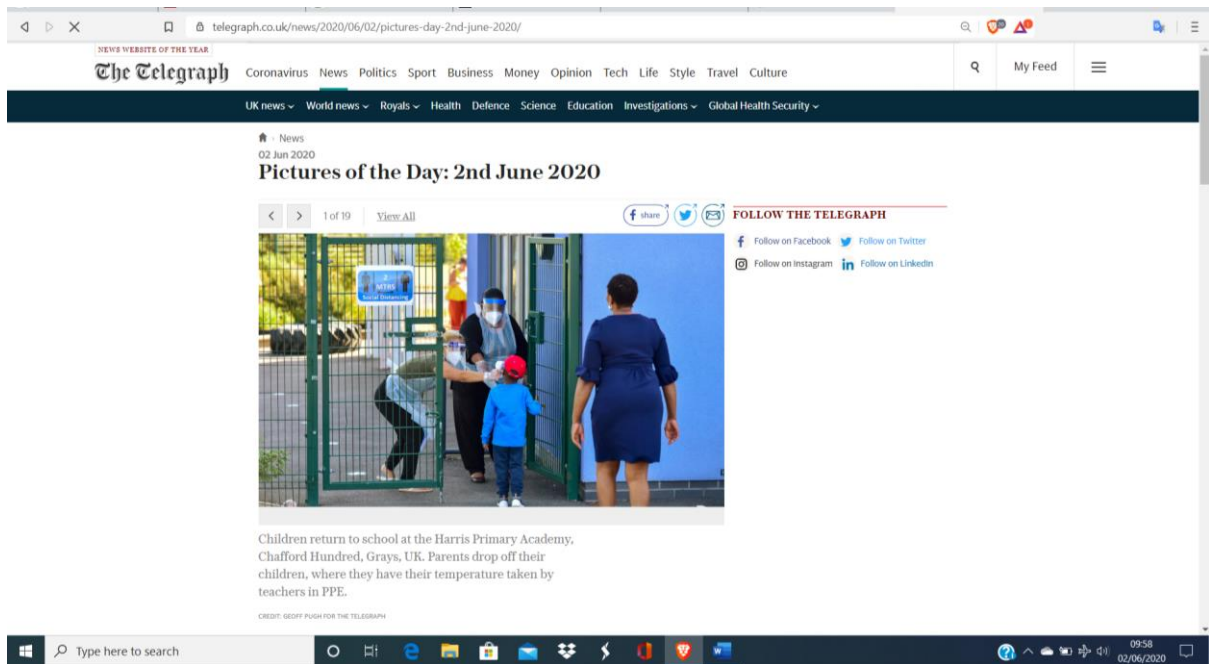 telegraph.co.uk/news/2020/06/02/pictures-day-2nd-june-2020/
NEWS WEBSITE OF THE YEAR
The Telegraph
Coronavirus News Politics Sport Business Money Opinion Tech Life Style Travel Culture
My Feed
UK news World news Royals Health Defence Science Education Investigations Global Health Security
News
02 Jun 2020
Pictures of the Day: 2nd June 2020
1 of 19 View All
share
FOLLOW THE TELEGRAPH
Follow on Facebook Follow on Twitter
Follow on Instagram Follow on LinkedIn
2
MTRS
Social Distancing
Children return to school at the Harris Primary Academy,
Chafford Hundred, Grays, UK. Parents drop off their
children, where they have their temperature taken by
teachers in PPE.
CREDIT: GEOFF PUGH FOR THE TELEGRAPH
Type here to search
09:58
02/06/2020